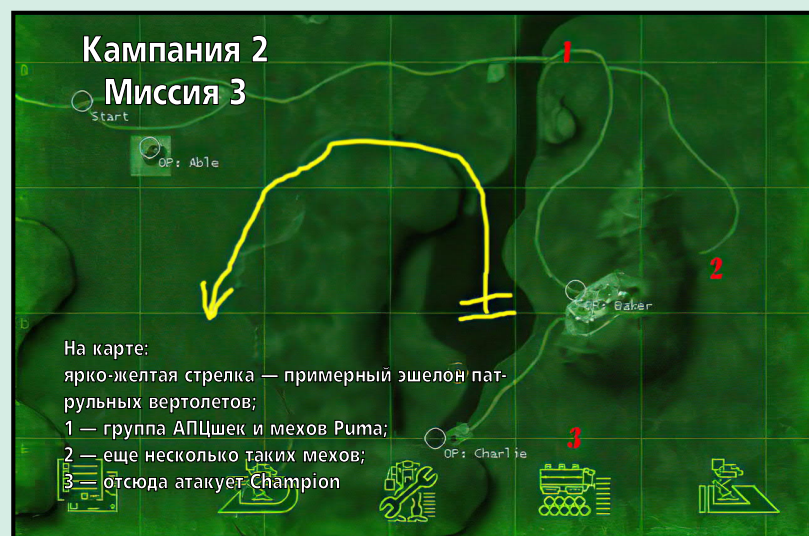 Кампания 2
Миссия 3
1
Start
OP: Able
2
OP: Baker
На карте:
ярко-желтая стрелка — примерный эшелон пат-
рульных вертолетов;
1 — группа АПЦшек и мехов Puma;
3
2 — еще несколько таких мехов;
OP: Charlie
3 — отсюда атакует Champion